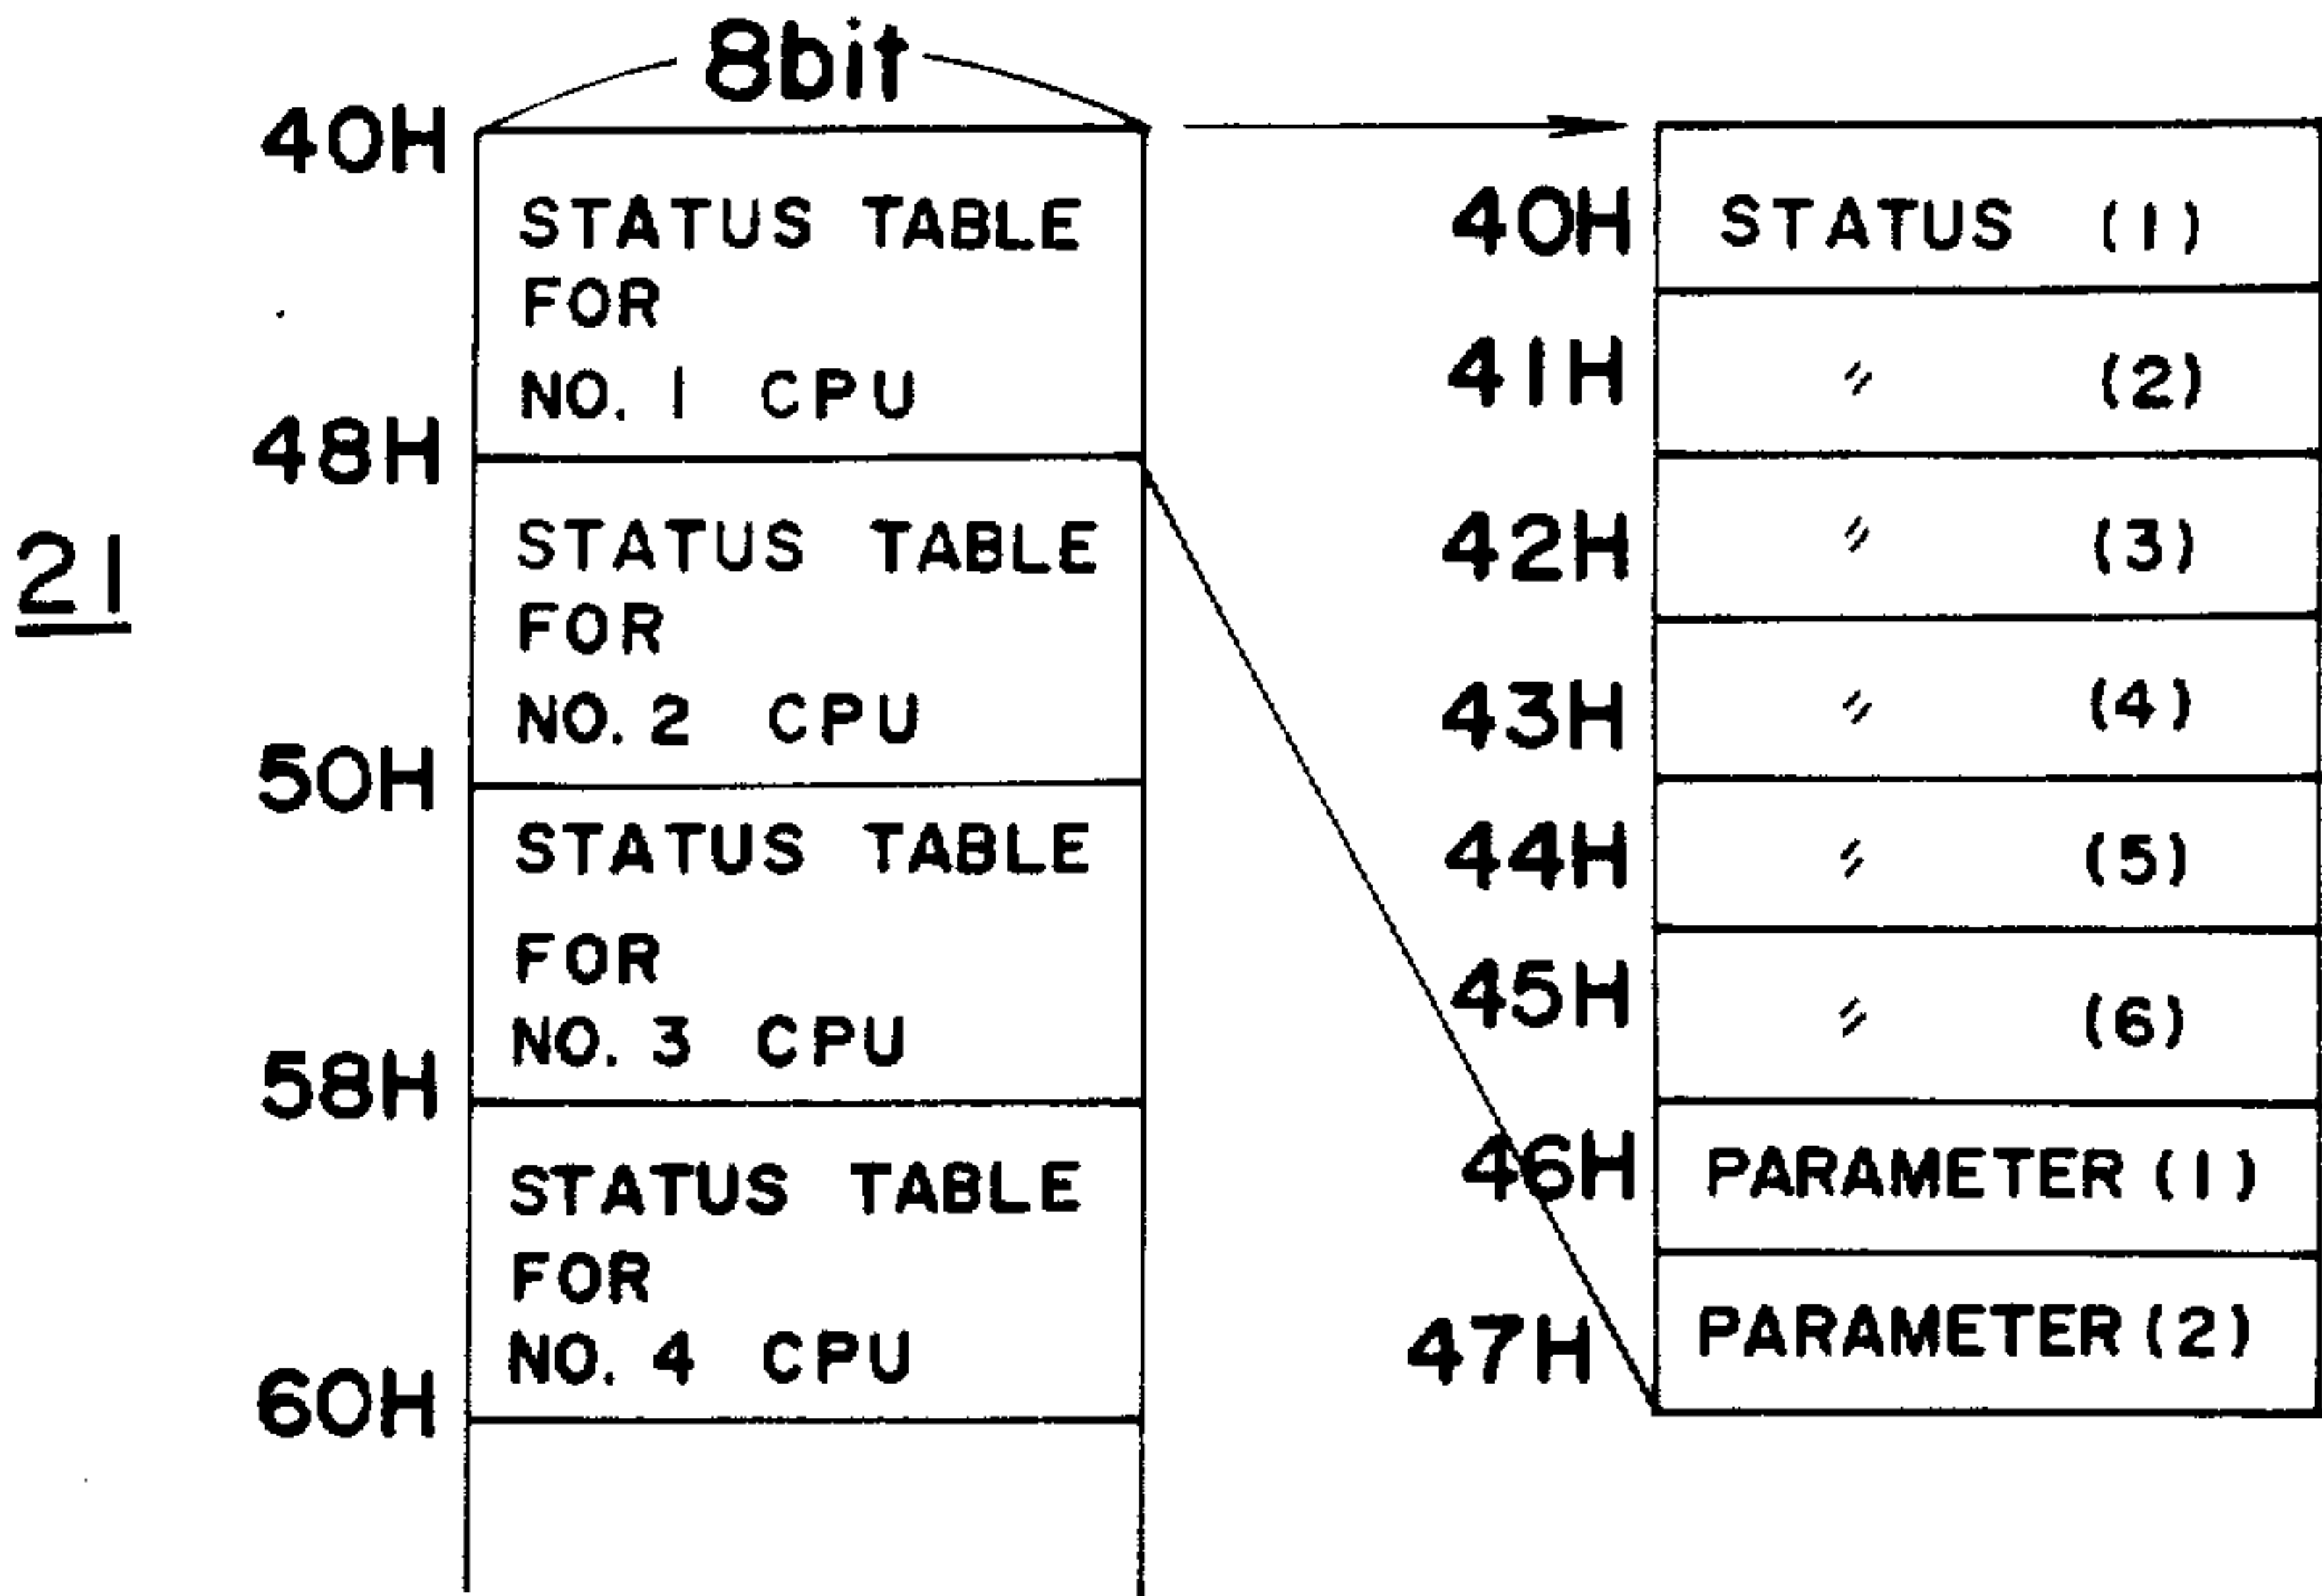 8bit
40H
STATUS TABLE
FOR
NO. 1 CPU
48H
STATUS TABLE
FOR
NO. 2 CPU
21
50H
STATUS TABLE
FOR
NO. 3 CPU
58H
STATUS TABLE
FOR
NO. 4 CPU
60H
40H STATUS (1)
41H 〃 (2)
42H 〃 (3)
43H 〃 (4)
44H 〃 (5)
45H 〃 (6)
46H PARAMETER (1)
47H PARAMETER (2)